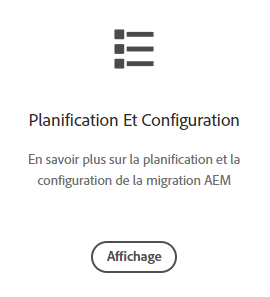 Planification Et Configuration
En savoir plus sur la planification et la
configuration de la migration AEM
Affichage